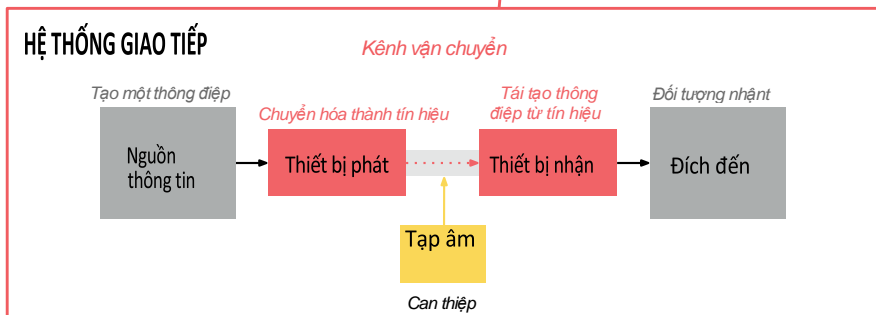 HỆ THỐNG GIAO TIẾP
Kênh vận chuyển
Tạo một thông điệp
Chuyển hóa thành tín hiệu
Tái tạo thông
điệp từ tín hiệu
Đối tượng nhậnt
Nguồn
thông tin
Thiết bị phát
Thiết bị nhận
Đích đến
Tạp âm
Can thiệp